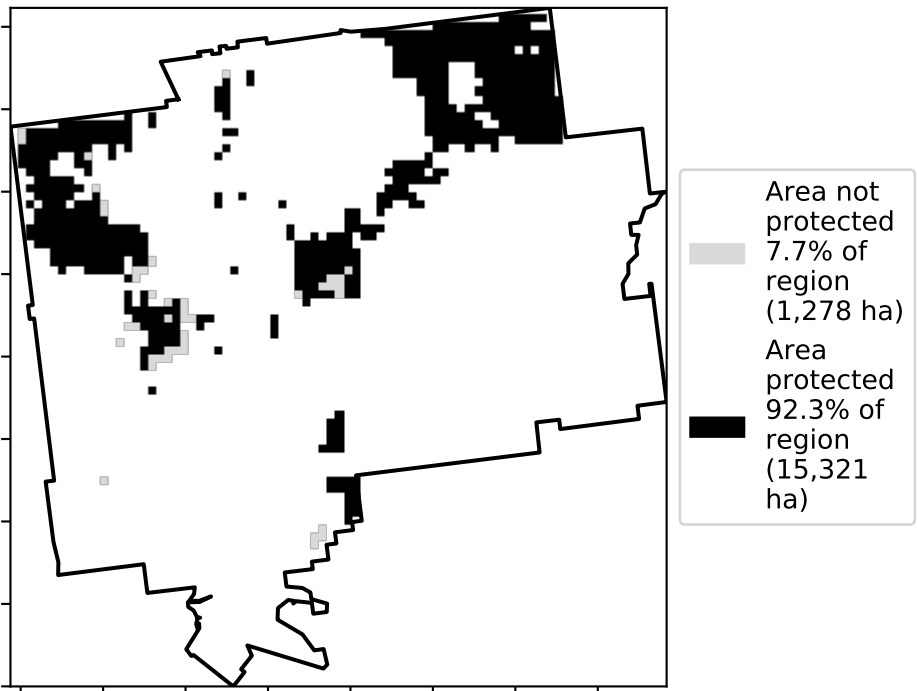 Area not
protected
7.7% of
region
(1,278 ha)
Area
protected
92.3% of
region
(15,321
ha)